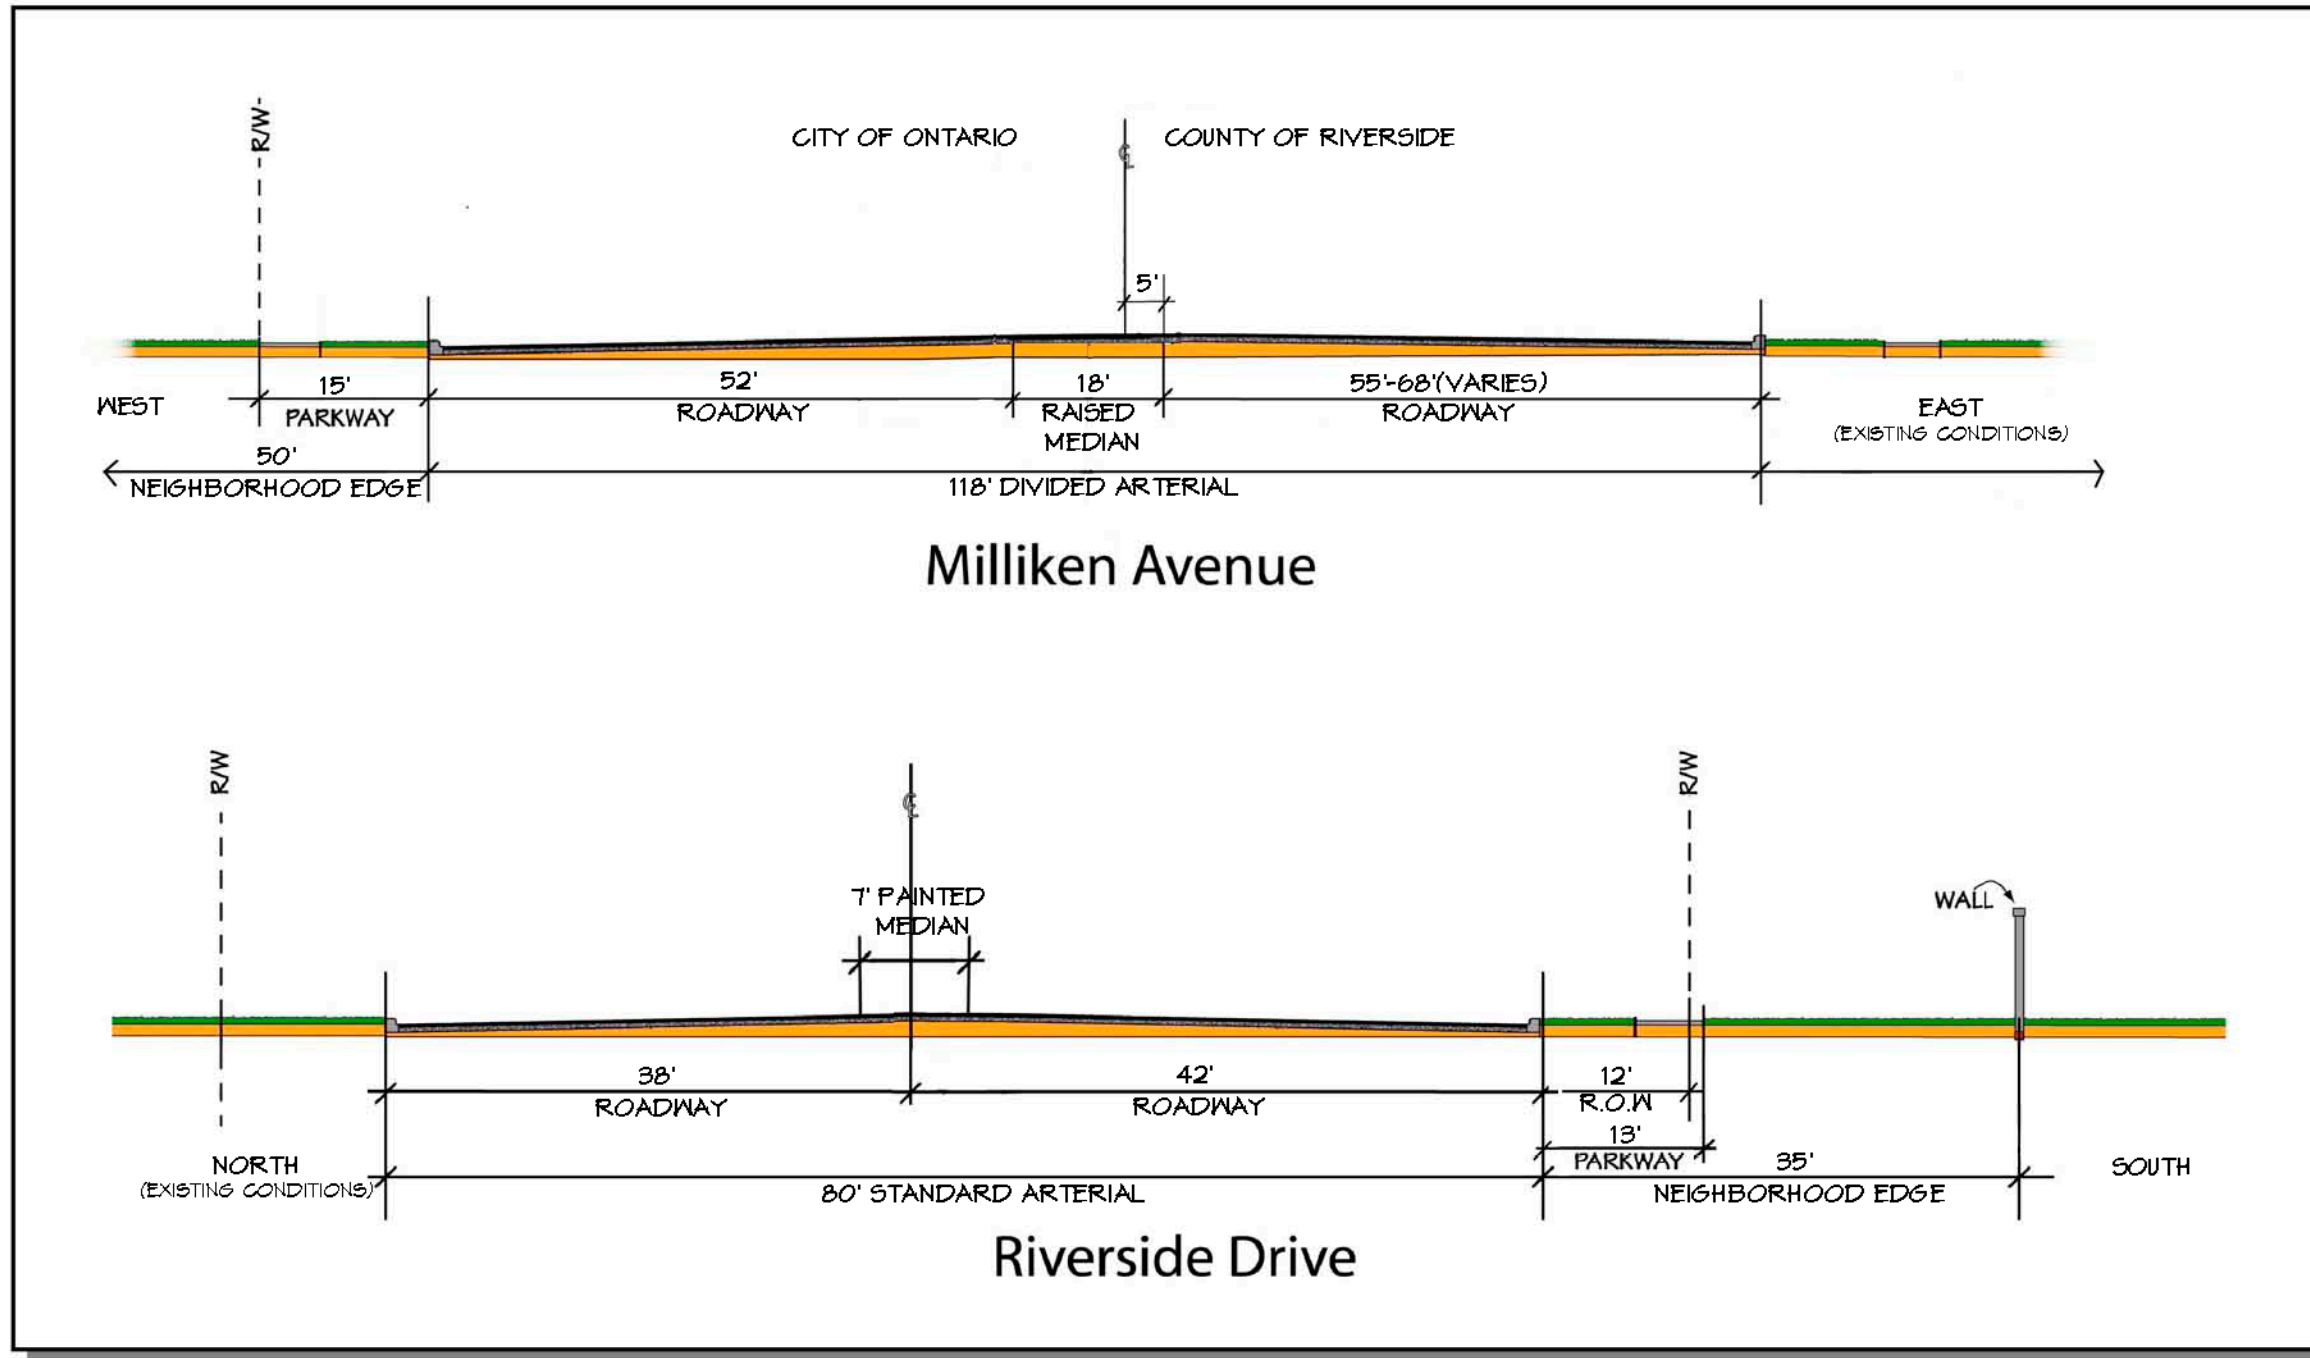 R/W
CITY OF ONTARIO
℄
COUNTY OF RIVERSIDE
5'
15'
PARKWAY
52'
ROADWAY
18'
RAISED
MEDIAN
55'-68'(VARIES)
ROADWAY
WEST
EAST
(EXISTING CONDITIONS)
50'
NEIGHBORHOOD EDGE
118' DIVIDED ARTERIAL
Milliken Avenue
R/W
℄
R/W
7' PAINTED
MEDIAN
WALL
38'
ROADWAY
42'
ROADWAY
12'
R.O.W
13'
PARKWAY
NORTH
(EXISTING CONDITIONS)
80' STANDARD ARTERIAL
35'
NEIGHBORHOOD EDGE
SOUTH
Riverside Drive